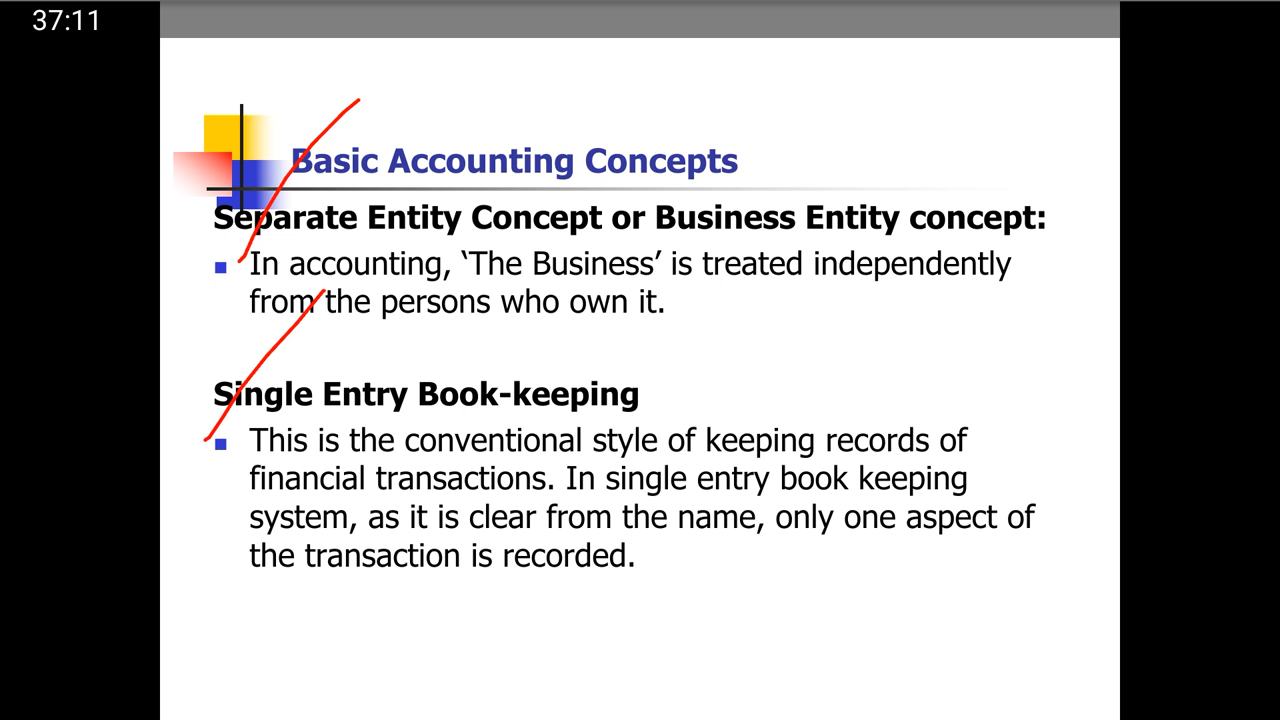 37:11
Basic Accounting Concepts
Separate Entity Concept or Business Entity concept:
In accounting, ‘The Business’ is treated independently
from the persons who own it.
Single Entry Book-keeping
This is the conventional style of keeping records of
financial transactions. In single entry book keeping
system, as it is clear from the name, only one aspect of
the transaction is recorded.